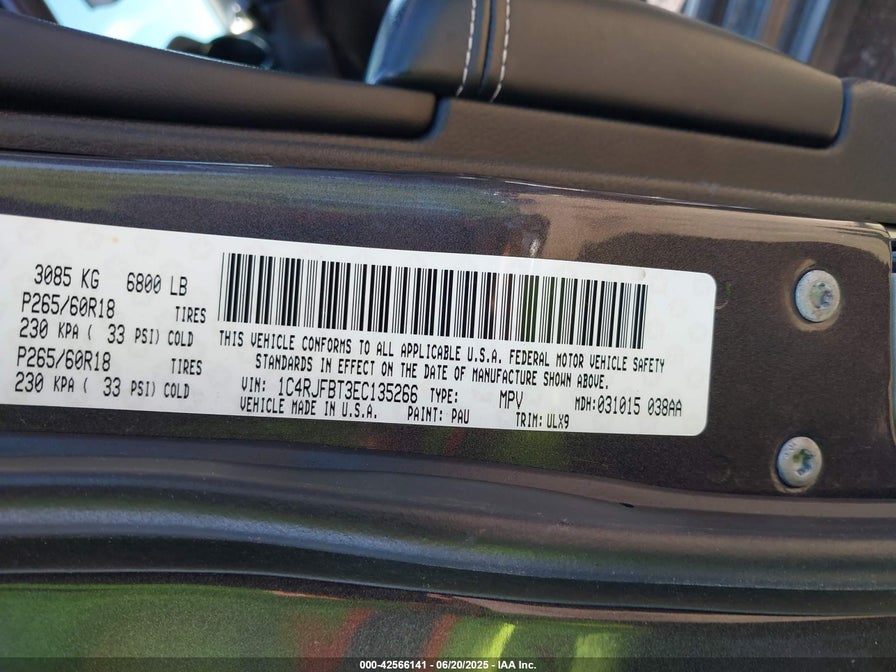 3085 KG 6800 LB
P265/60R18 TIRES
230 KPA ( 33 PSI) COLD
P265/60R18 TIRES
230 KPA ( 33 PSI) COLD
THIS VEHICLE CONFORMS TO ALL APPLICABLE U.S.A. FEDERAL MOTOR VEHICLE SAFETY
STANDARDS IN EFFECT ON THE DATE OF MANUFACTURE SHOWN ABOVE.
VIN: 1C4RJFBT3EC135266 TYPE: MPV MDH:031015 038AA
VEHICLE MADE IN U.S.A. PAINT: PAU TRIM: ULX9
000-42566141 - 06/20/2025 - IAA Inc.